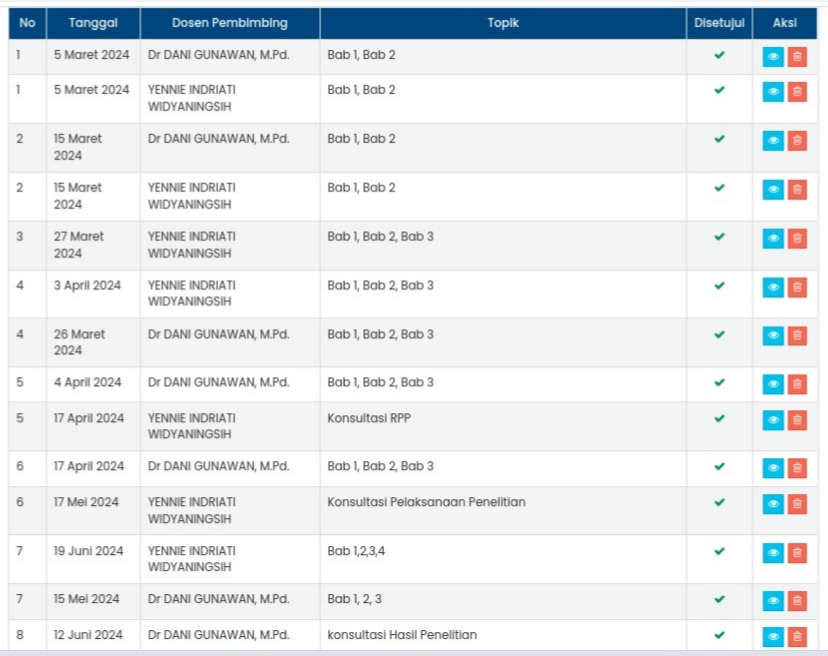 No Tanggal Dosen Pembimbing Topik Disetujui Aksi
1 5 Maret 2024 Dr DANI GUNAWAN, M.Pd. Bab 1, Bab 2
1 5 Maret 2024 YENNIE INDRIATI Bab 1, Bab 2
WIDYANINGSIH
2 15 Maret Dr DANI GUNAWAN, M.Pd. Bab 1, Bab 2
2024
2 15 Maret YENNIE INDRIATI Bab 1, Bab 2
2024 WIDYANINGSIH
3 27 Maret YENNIE INDRIATI Bab 1, Bab 2, Bab 3
2024 WIDYANINGSIH
4 3 April 2024 YENNIE INDRIATI Bab 1, Bab 2, Bab 3
WIDYANINGSIH
4 26 Maret Dr DANI GUNAWAN, M.Pd. Bab 1, Bab 2, Bab 3
2024
5 4 April 2024 Dr DANI GUNAWAN, M.Pd. Bab 1, Bab 2, Bab 3
5 17 April 2024 YENNIE INDRIATI Konsultasi RPP
WIDYANINGSIH
6 17 April 2024 Dr DANI GUNAWAN, M.Pd. Bab 1, Bab 2, Bab 3
6 17 Mei 2024 YENNIE INDRIATI Konsultasi Pelaksanaan Penelitian
WIDYANINGSIH
7 19 Juni 2024 YENNIE INDRIATI Bab 1,2,3,4
WIDYANINGSIH
7 15 Mei 2024 Dr DANI GUNAWAN, M.Pd. Bab 1, 2, 3
8 12 Juni 2024 Dr DANI GUNAWAN, M.Pd. konsultasi Hasil Penelitian